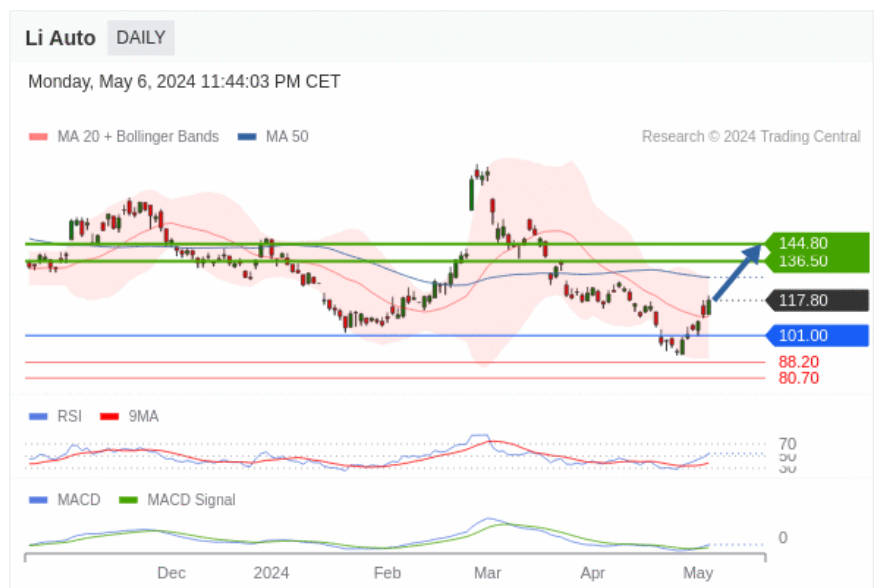 Li Auto DAILY
Monday, May 6, 2024 11:44:03 PM CET
MA 20 + Bollinger Bands MA 50 Research © 2024 Trading Central
144.80
136.50
117.80
101.00
88.20
80.70
RSI 9MA
70
50
30
MACD MACD Signal
0
Dec 2024 Feb Mar Apr May